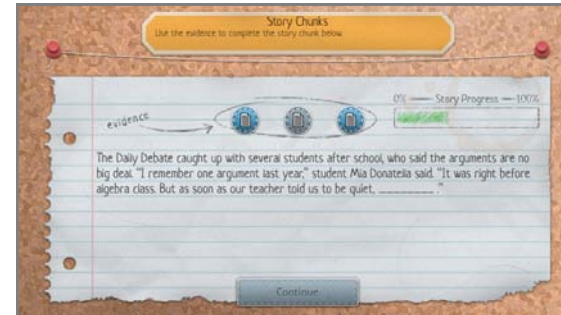 Story Chunks
Use the evidence to complete the story chunk below.
0% Story Progress 100%
evidence
The Daily Debate caught up with several students after school, who said the arguments are no
big deal. "I remember one argument last year," student Mia Donatella said. "It was right before
algebra class. But as soon as our teacher told us to be quiet, _________ ."
Continue